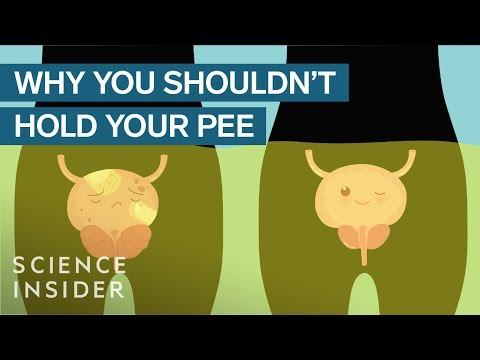 WHY YOU SHOULDN'T
HOLD YOUR PEE
SCIENCE
INSIDER